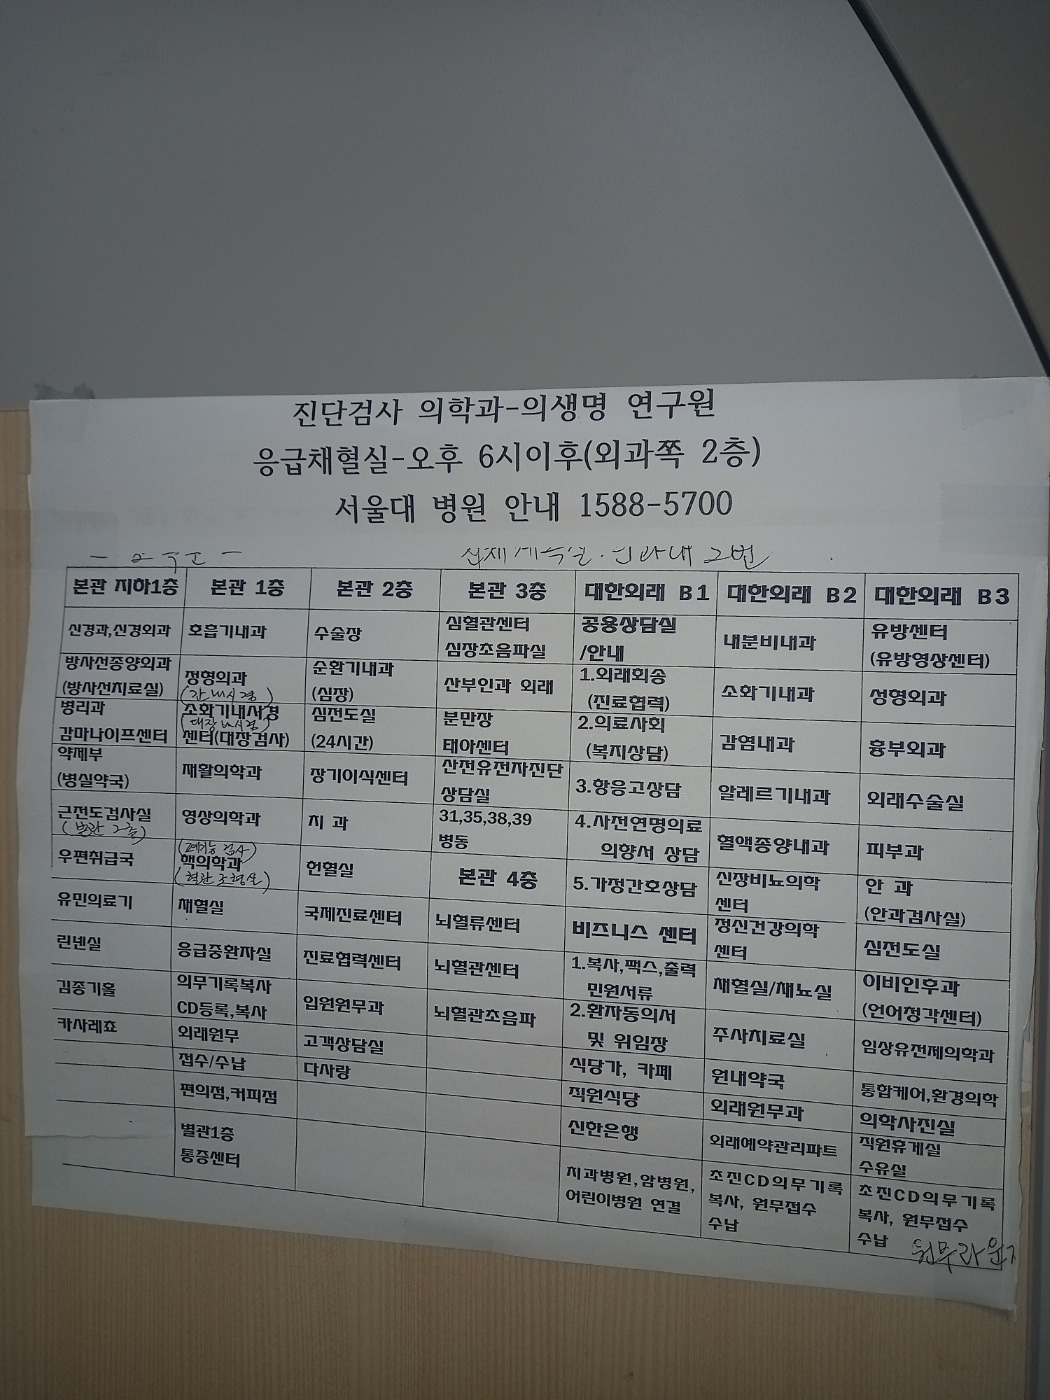 진단검사 의학과-의생명 연구원
응급채혈실-오후 6시이후(외과쪽 2층)
서울대 병원 안내 1588-5700
본관 지하1층 본관 1층 본관 2층 본관 3층 대한외래 B1 대한외래 B2 대한외래 B3
신경과,신경외과
방사선종양외과
(방사선치료실)
병리과
감마나이프센터
약제부
(병실약국)
근전도검사실
(본관 2층)
우편취급국
유민의료기
린넨실
김종기홀
카사레쵸
호흡기내과
정형외과
(간내시경)
소화기내시경
(대장내시경)
센터(대장검사)
재활의학과
영상의학과
(폐기능 검사)
핵의학과
채혈실
응급중환자실
의무기록복사
CD등록,복사
외래원무
접수/수납
편의점,커피점
별관1층
통증센터
수술장
순환기내과
(심장)
심전도실
(24시간)
장기이식센터
치 과
헌혈실
국제진료센터
진료협력센터
입원원무과
고객상담실
다사랑
심혈관센터
심장초음파실
산부인과 외래
분만장
태아센터
산전유전자진단
상담실
31,35,38,39
병동
본관 4층
뇌혈류센터
뇌혈관센터
뇌혈관초음파
공용상담실
/안내
1.외래회송
(진료협력)
2.의료사회
(복지상담)
3.항응고상담
4.사전연명의료
의향서 상담
5.가정간호상담
비즈니스 센터
1.복사,팩스,출력
민원서류
2.환자동의서
및 위임장
식당가, 카페
직원식당
신한은행
치과병원,암병원,
어린이병원 연결
내분비내과
소화기내과
감염내과
알레르기내과
혈액종양내과
신장비뇨의학
센터
정신건강의학
센터
채혈실/채뇨실
주사치료실
원내약국
외래원무과
외래예약관리파트
초진CD의무기록
복사, 원무접수
수납
유방센터
(유방영상센터)
성형외과
흉부외과
외래수술실
피부과
안 과
(안과검사실)
심전도실
이비인후과
(언어청각센터)
임상유전체의학과
통합케어,환경의학
의학사진실
직원휴게실
수유실
초진CD의무기록
복사, 원무접수
수납
원무라운지